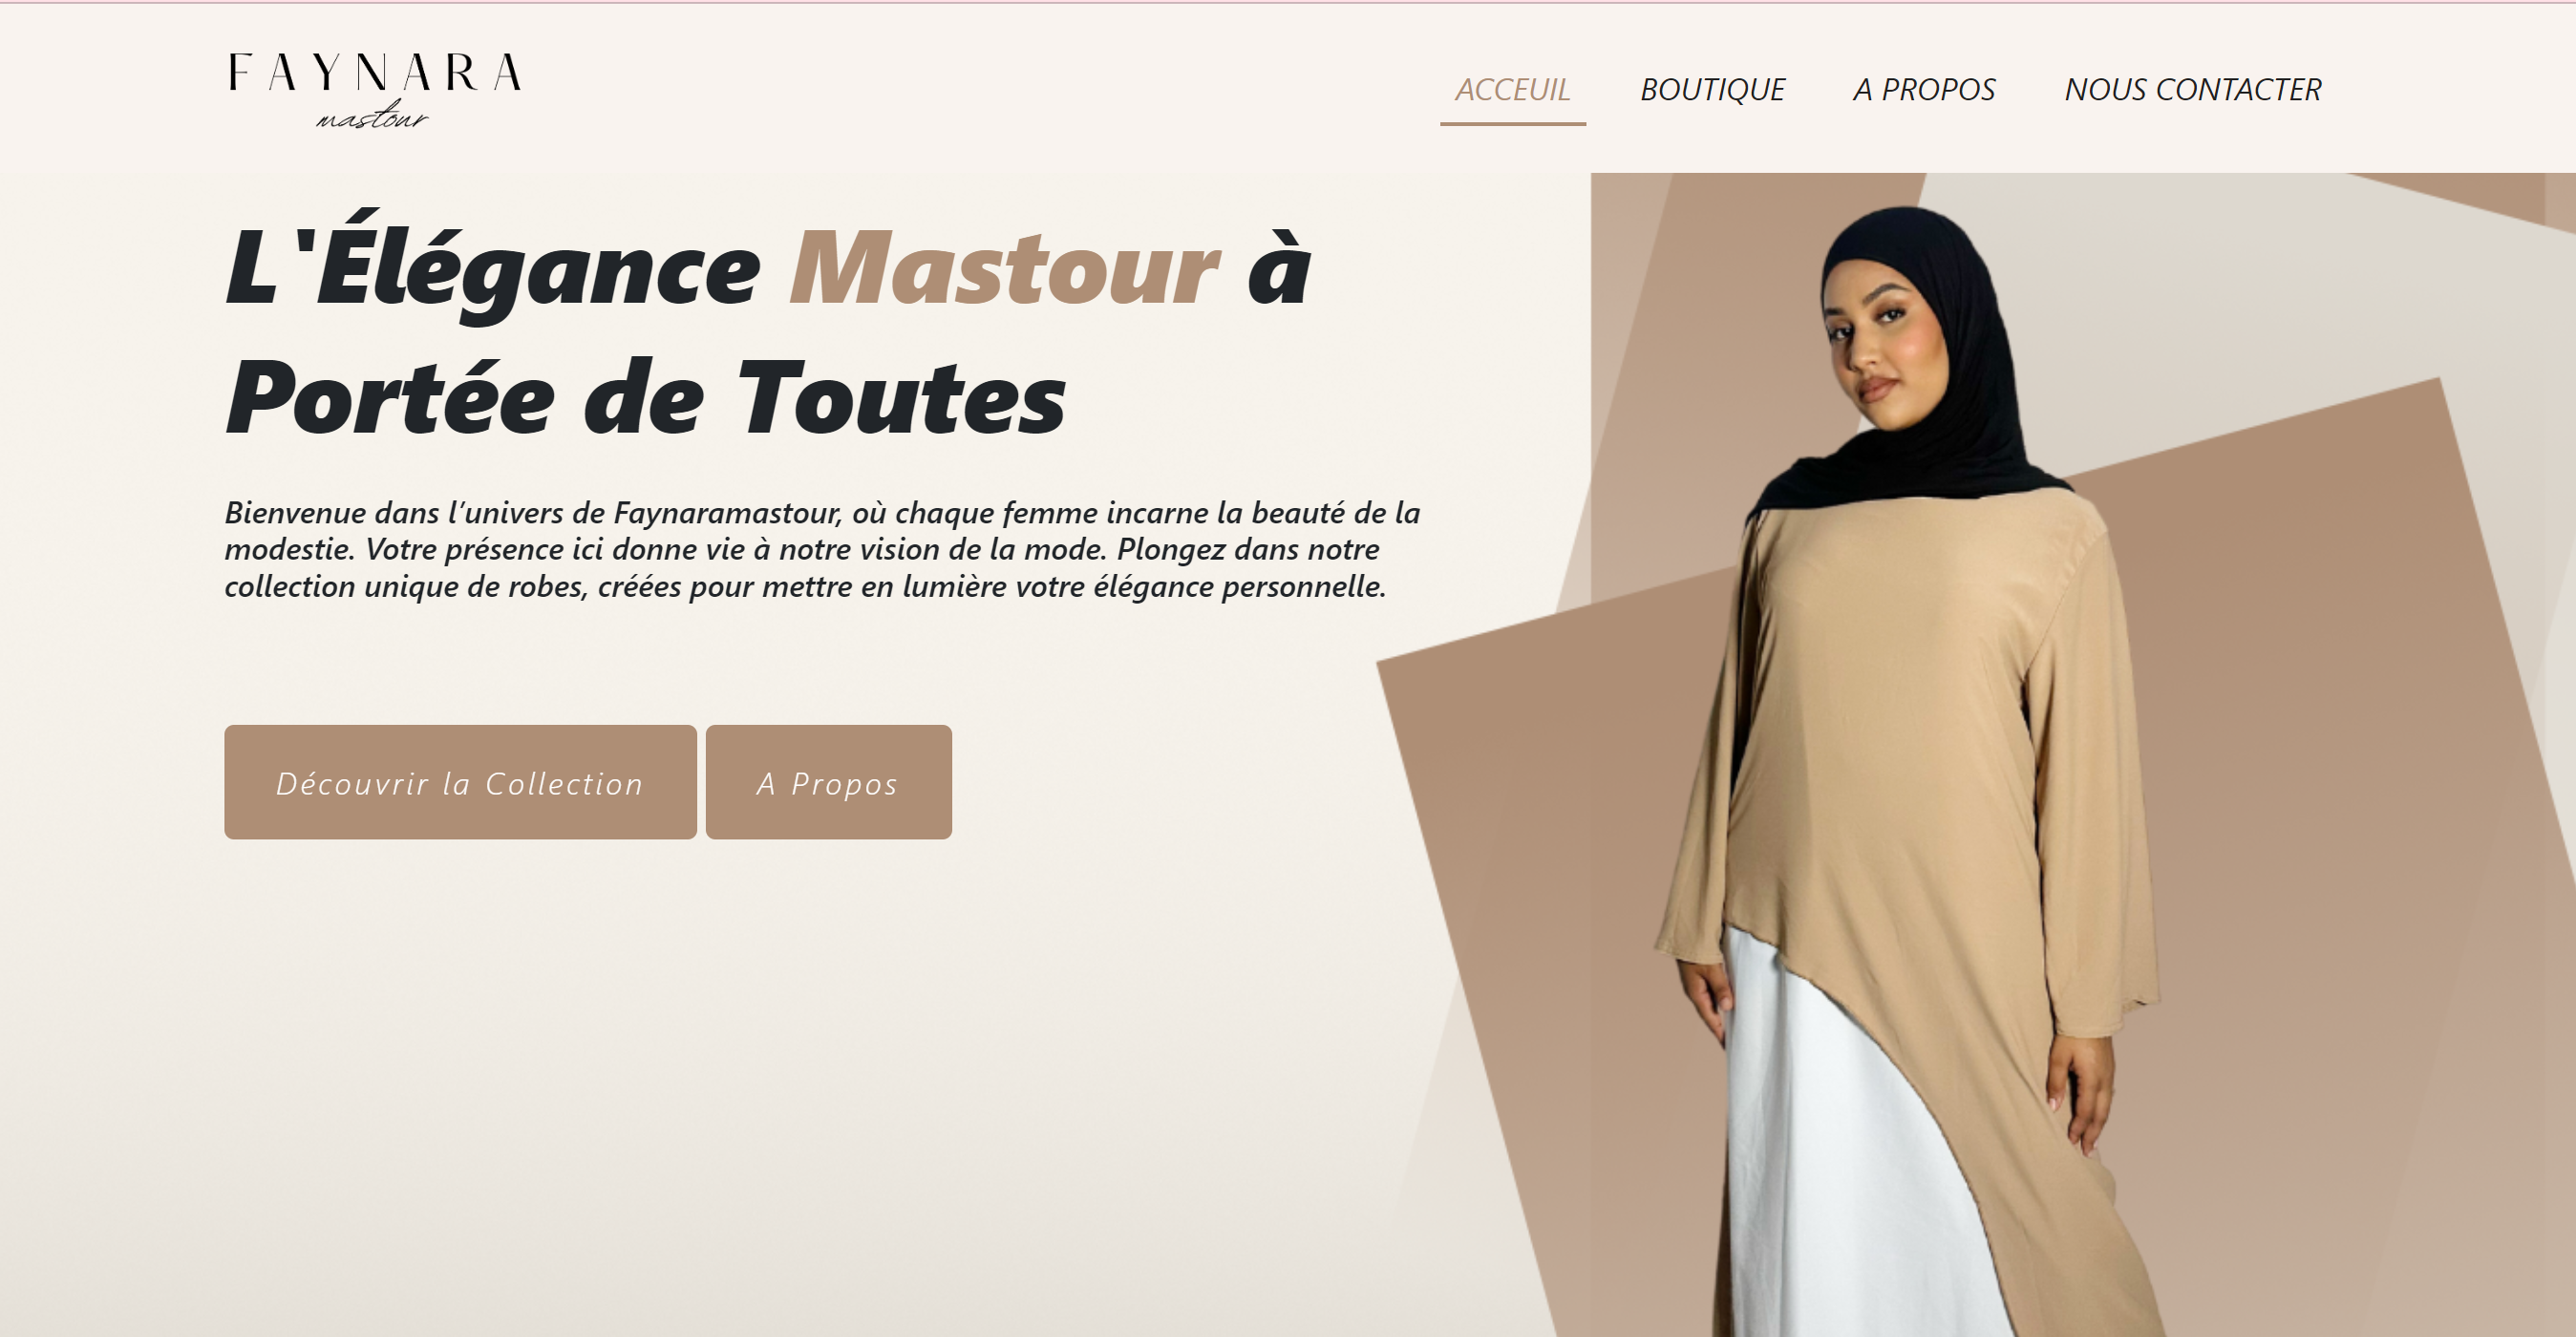 FAYNARA
mastour
ACCEUIL BOUTIQUE A PROPOS NOUS CONTACTER
L'Élégance Mastour à
Portée de Toutes
Bienvenue dans l’univers de Faynaramastour, où chaque femme incarne la beauté de la
modestie. Votre présence ici donne vie à notre vision de la mode. Plongez dans notre
collection unique de robes, créées pour mettre en lumière votre élégance personnelle.
Découvrir la Collection A Propos